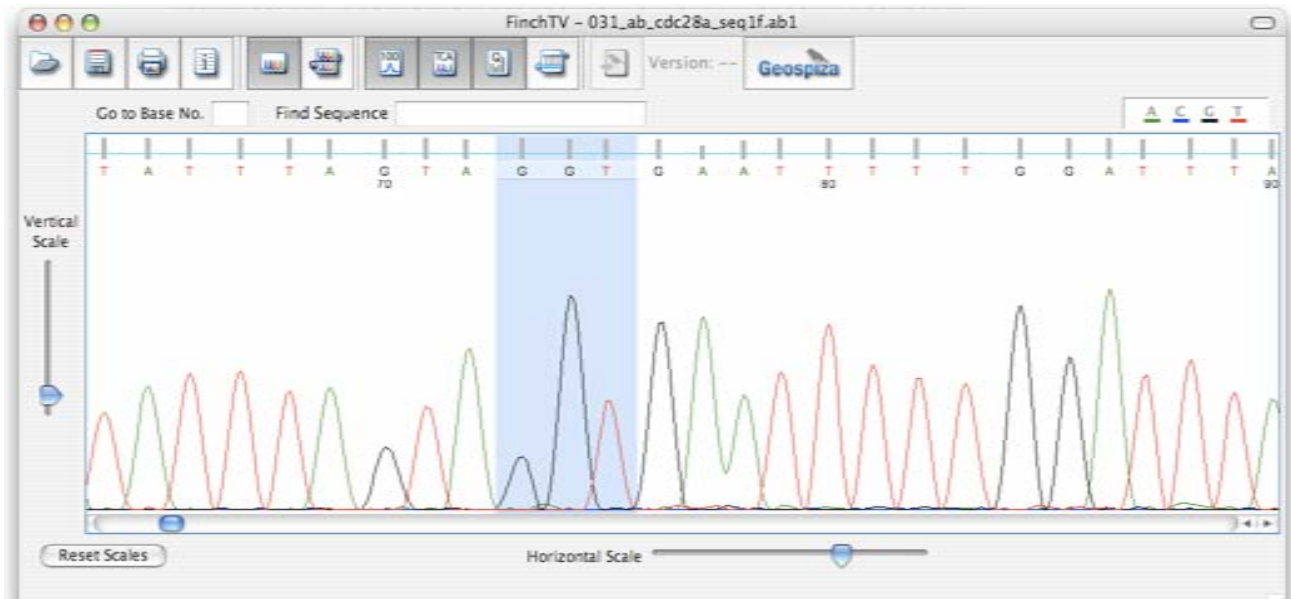 FinchTV - 031_ab_cdc28a_seq1f.ab1
Version: -- Geospiza
Go to Base No. Find Sequence A C G T
T A T T T A G T A G G T G A A T T T T T G G A T T T A
70 80 90
Vertical
Scale
Reset Scales Horizontal Scale